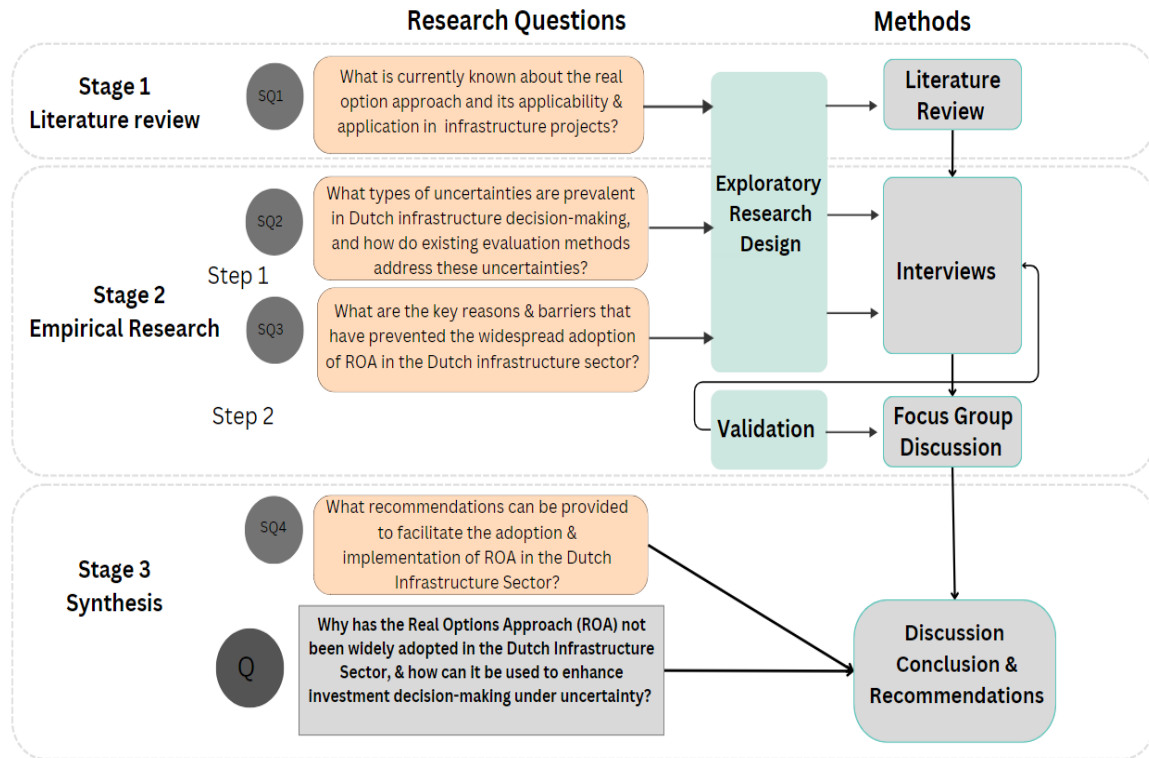 Research Questions
Methods
Stage 1
Literature review
SQ1
What is currently known about the real
option approach and its applicability &
application in infrastructure projects?
Literature
Review
Exploratory
Research
Design
Stage 2
Empirical Research
Step 1
SQ2
What types of uncertainties are prevalent
in Dutch infrastructure decision-making,
and how do existing evaluation methods
address these uncertainties?
Interviews
SQ3
What are the key reasons & barriers that
have prevented the widespread adoption
of ROA in the Dutch infrastructure sector?
Step 2
Validation
Focus Group
Discussion
Stage 3
Synthesis
SQ4
What recommendations can be provided
to facilitate the adoption &
implementation of ROA in the Dutch
Infrastructure Sector?
Q
Why has the Real Options Approach (ROA) not
been widely adopted in the Dutch Infrastructure
Sector, & how can it be used to enhance
investment decision-making under uncertainty?
Discussion
Conclusion &
Recommendations